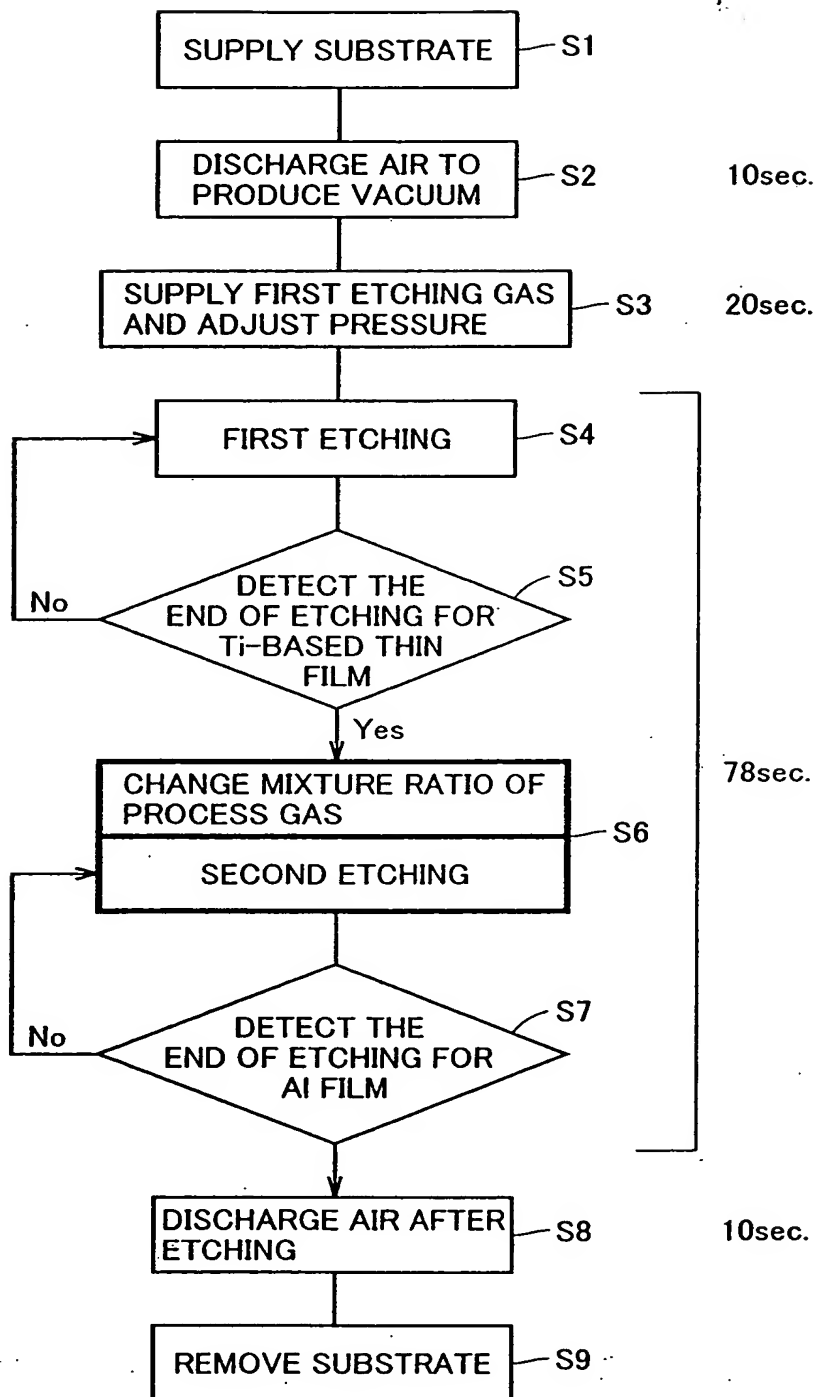 SUPPLY SUBSTRATE
S1
DISCHARGE AIR TO
PRODUCE VACUUM
S2
10sec.
SUPPLY FIRST ETCHING GAS
AND ADJUST PRESSURE
S3
20sec.
FIRST ETCHING
S4
DETECT THE
END OF ETCHING FOR
Ti-BASED THIN
FILM
S5
No
Yes
CHANGE MIXTURE RATIO OF
PROCESS GAS
S6
SECOND ETCHING
78sec.
DETECT THE
END OF ETCHING FOR
Al FILM
S7
No
DISCHARGE AIR AFTER
ETCHING
S8
10sec.
REMOVE SUBSTRATE
S9